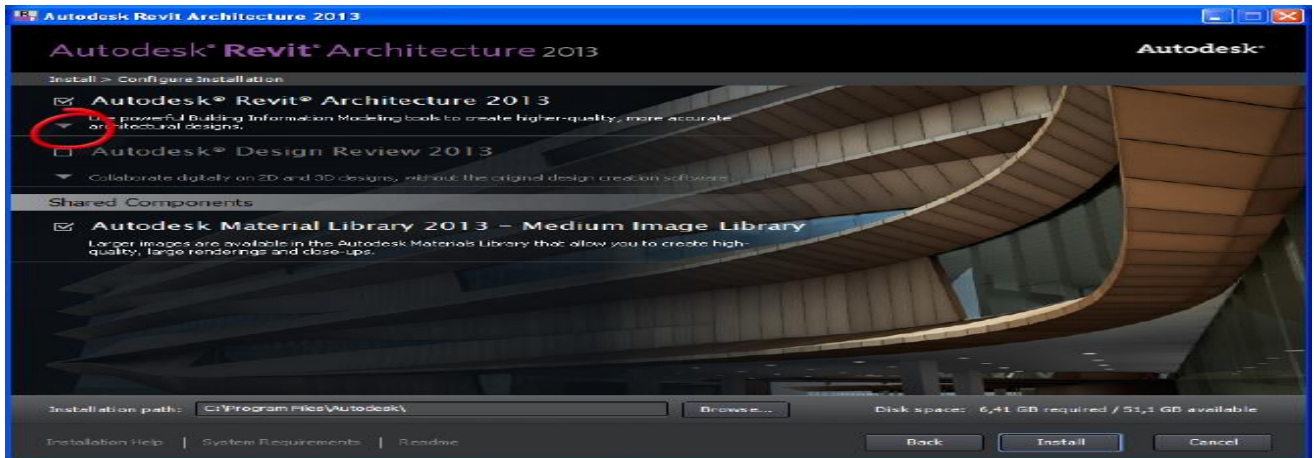 Autodesk Revit Architecture 2013
Autodesk® Revit® Architecture 2013
Autodesk®
Install > Configure Installation
Autodesk® Revit® Architecture 2013
powerful Building Information Modeling tools to create higher-quality, more accurate
architectural designs.
Autodesk® Design Review 2013
Collaborate digitally on 2D and 3D designs, without the original design creation software.
Shared Components
Autodesk Material Library 2013 - Medium Image Library
Larger images are available in the Autodesk Materials Library that allow you to create high-
quality, large renderings and close-ups.
Installation path: C:\Program Files\Autodesk\ Browse... Disk space: 6,41 GB required / 51,1 GB available
Installation Help | System Requirements | Readme Back Install Cancel